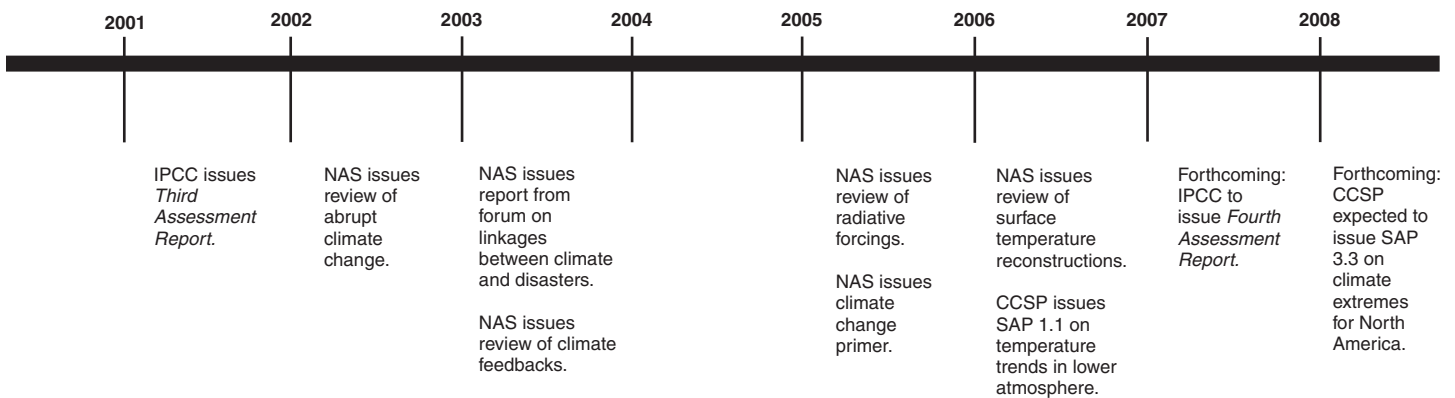 2001 2002 2003 2004 2005 2006 2007 2008
IPCC issues
Third
Assessment
Report.
NAS issues
review of
abrupt
climate
change.
NAS issues
report from
forum on
linkages
between climate
and disasters.
NAS issues
review of climate
feedbacks.
NAS issues
review of
radiative
forcings.
NAS issues
climate
change
primer.
NAS issues
review of
surface
temperature
reconstructions.
CCSP issues
SAP 1.1 on
temperature
trends in lower
atmosphere.
Forthcoming:
IPCC to
issue Fourth
Assessment
Report.
Forthcoming:
CCSP
expected to
issue SAP
3.3 on
climate
extremes
for North
America.